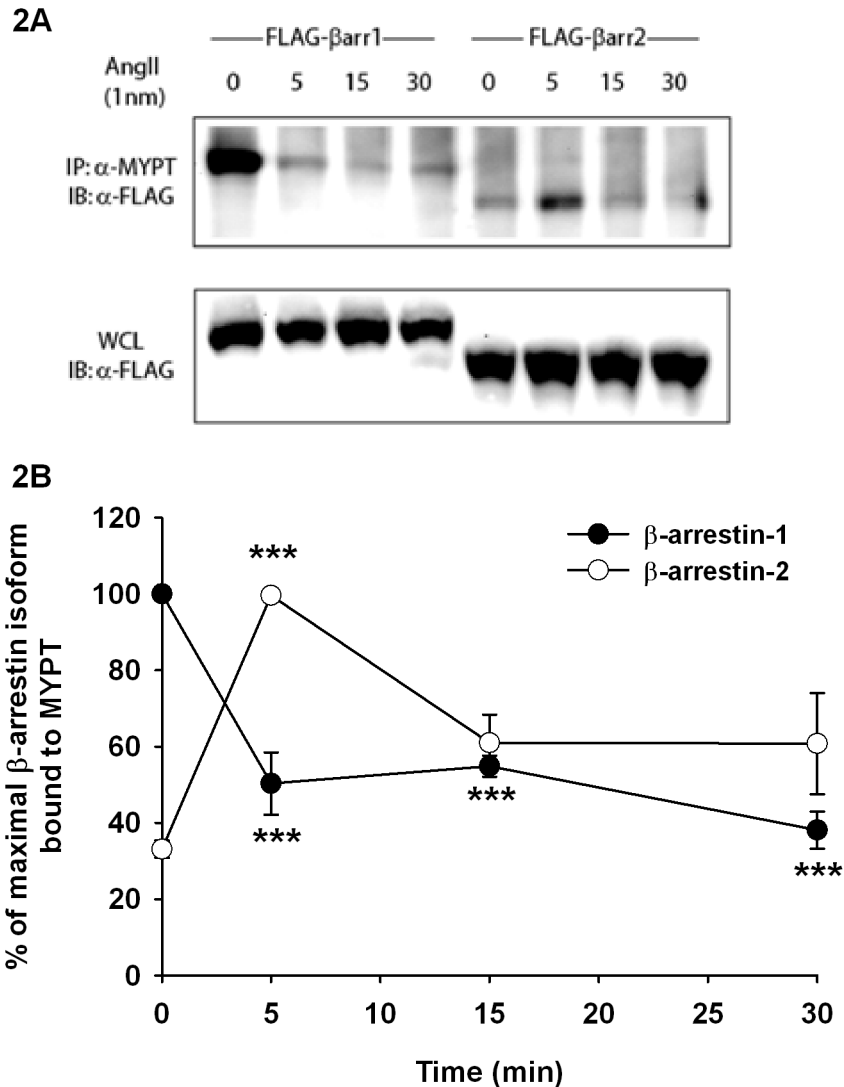 2A
FLAG-βarr1 FLAG-βarr2
AngII
(1nm)
0 5 15 30 0 5 15 30
IP: α-MYPT
IB: α-FLAG
WCL
IB: α-FLAG
2B
% of maximal β-arrestin isoform
bound to MYPT
120
100
80
60
40
20
0
β-arrestin-1
β-arrestin-2
***
***
***
***
0 5 10 15 20 25 30
Time (min)